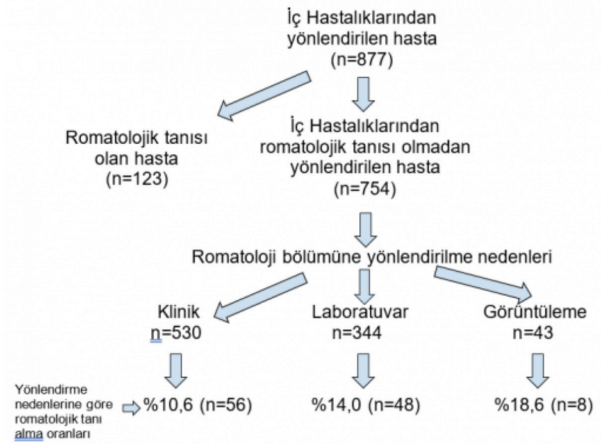 İç Hastalıklarından
yönlendirilen hasta
(n=877)
Romatolojik tanısı
olan hasta
(n=123)
İç Hastalıklarından
romatolojik tanısı olmadan
yönlendirilen hasta
(n=754)
Romatoloji bölümüne yönlendirilme nedenleri
Klinik
n=530
Laboratuvar
n=344
Görüntüleme
n=43
Yönlendirme
nedenlerine göre
romatolojik tanı
alma oranları
%10,6 (n=56)
%14,0 (n=48)
%18,6 (n=8)